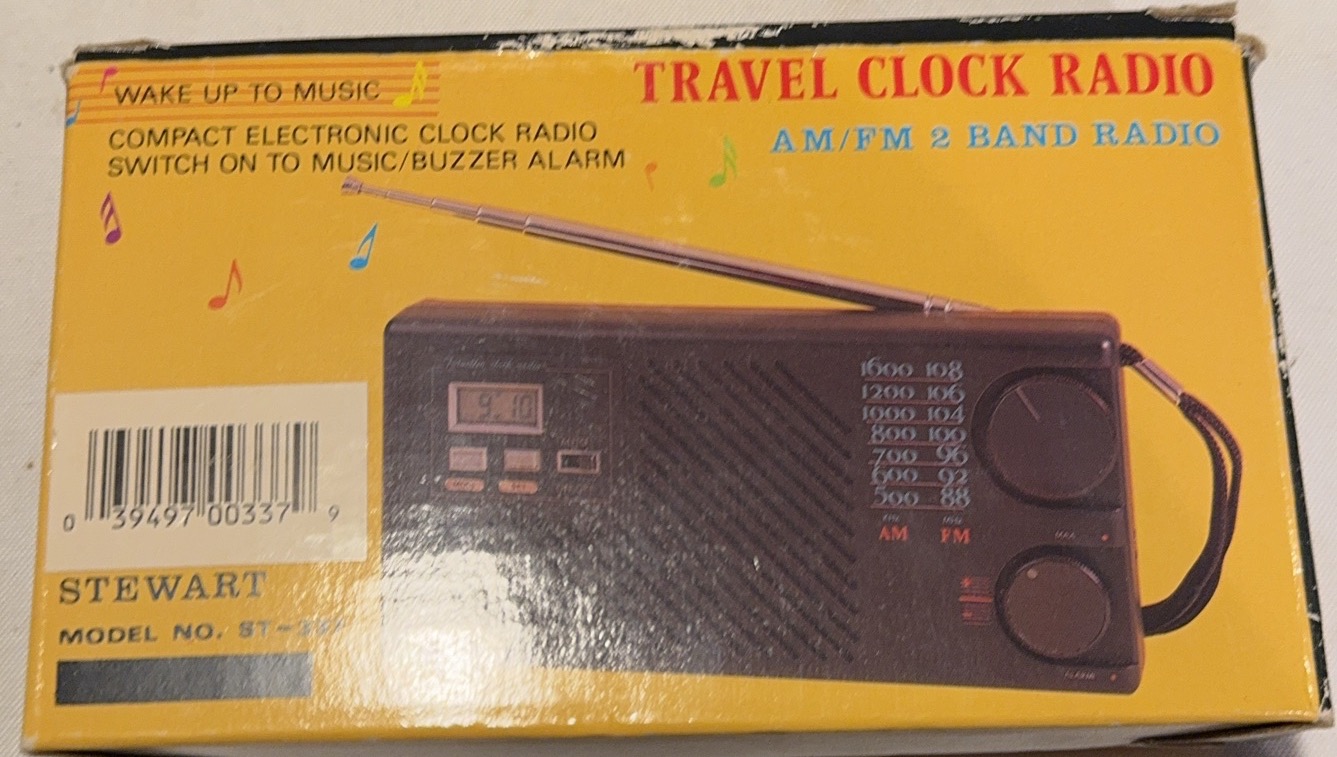 WAKE UP TO MUSIC
TRAVEL CLOCK RADIO
COMPACT ELECTRONIC CLOCK RADIO
SWITCH ON TO MUSIC/BUZZER ALARM
AM/FM 2 BAND RADIO
9:10
1600 108
1200 106
1000 104
800 100
700 96
600 92
500 88
AM FM
MAX
0 39497 00337 9
STEWART
MODEL NO. ST-